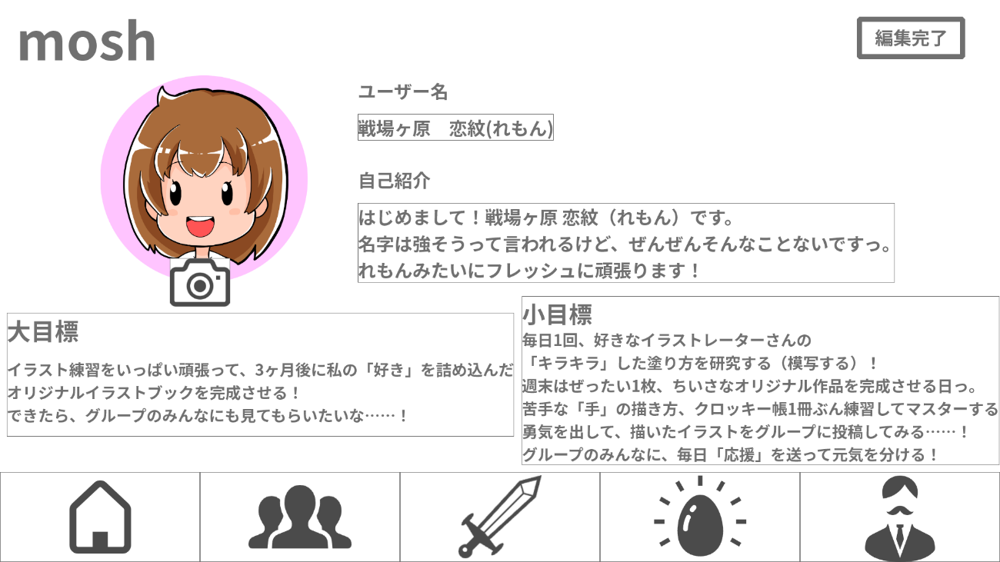 mosh
編集完了
ユーザー名
戦場ヶ原　恋紋(れもん)
自己紹介
はじめまして！戦場ヶ原 恋紋（れもん）です。
名字は強そうって言われるけど、ぜんぜんそんなことないですっ。
れもんみたいにフレッシュに頑張ります！
大目標
イラスト練習をいっぱい頑張って、3ヶ月後に私の「好き」を詰め込んだ
オリジナルイラストブックを完成させる！
できたら、グループのみんなにも見てもらいたいな……！
小目標
毎日1回、好きなイラストレーターさんの
「キラキラ」した塗り方を研究する（模写する）！
週末はぜったい1枚、ちいさなオリジナル作品を完成させる日っ。
苦手な「手」の描き方、クロッキー帳1冊ぶん練習してマスターする
勇気を出して、描いたイラストをグループに投稿してみる……！
グループのみんなに、毎日「応援」を送って元気を分ける！